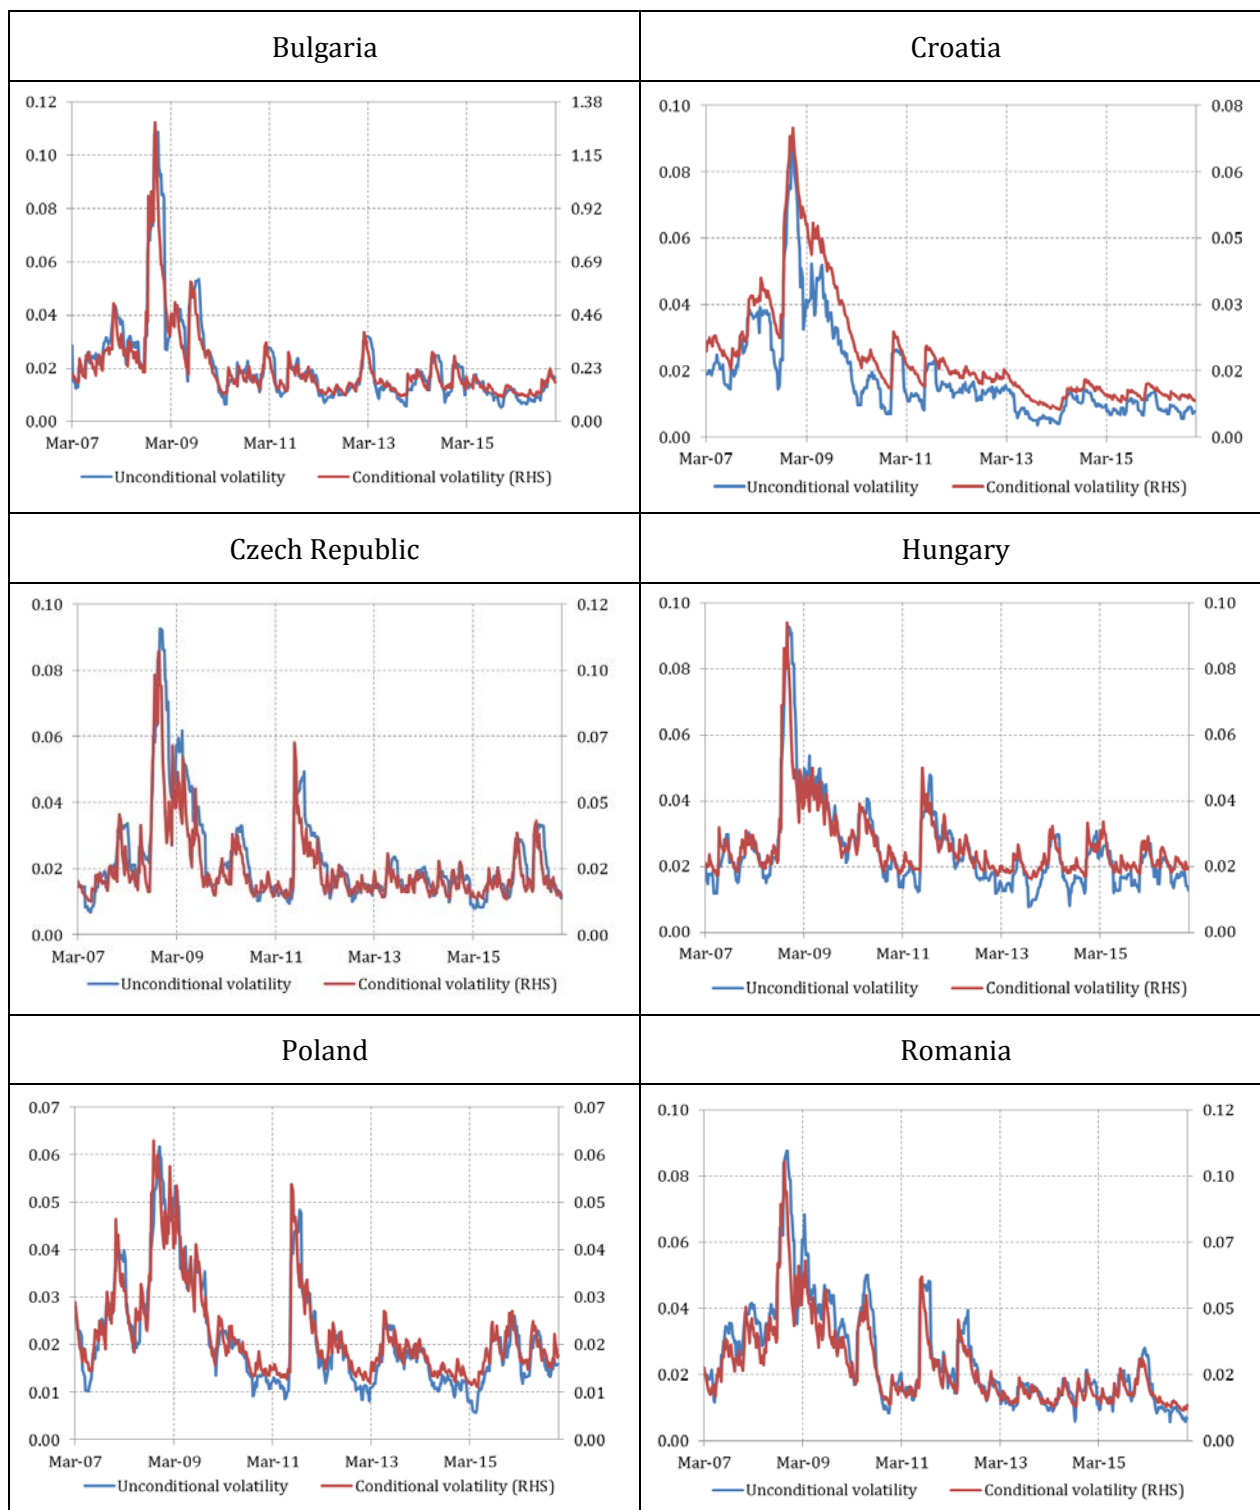 Bulgaria
Croatia
0.12 1.38
0.10 1.15
0.08 0.92
0.06 0.69
0.04 0.46
0.02 0.23
0.00 0.00
Mar-07 Mar-09 Mar-11 Mar-13 Mar-15
Unconditional volatility Conditional volatility (RHS)
0.10 0.08
0.08 0.06
0.06 0.05
0.04 0.03
0.02 0.02
0.00 0.00
Mar-07 Mar-09 Mar-11 Mar-13 Mar-15
Unconditional volatility Conditional volatility (RHS)
Czech Republic
Hungary
0.10 0.12
0.08 0.10
0.06 0.07
0.04 0.05
0.02 0.02
0.00 0.00
Mar-07 Mar-09 Mar-11 Mar-13 Mar-15
Unconditional volatility Conditional volatility (RHS)
0.10 0.10
0.08 0.08
0.06 0.06
0.04 0.04
0.02 0.02
0.00 0.00
Mar-07 Mar-09 Mar-11 Mar-13 Mar-15
Unconditional volatility Conditional volatility (RHS)
Poland
Romania
0.07 0.07
0.06 0.06
0.05 0.05
0.04 0.04
0.03 0.03
0.02 0.02
0.01 0.01
0.00 0.00
Mar-07 Mar-09 Mar-11 Mar-13 Mar-15
Unconditional volatility Conditional volatility (RHS)
0.10 0.12
0.08 0.10
0.06 0.07
0.04 0.05
0.02 0.02
0.00 0.00
Mar-07 Mar-09 Mar-11 Mar-13 Mar-15
Unconditional volatility Conditional volatility (RHS)